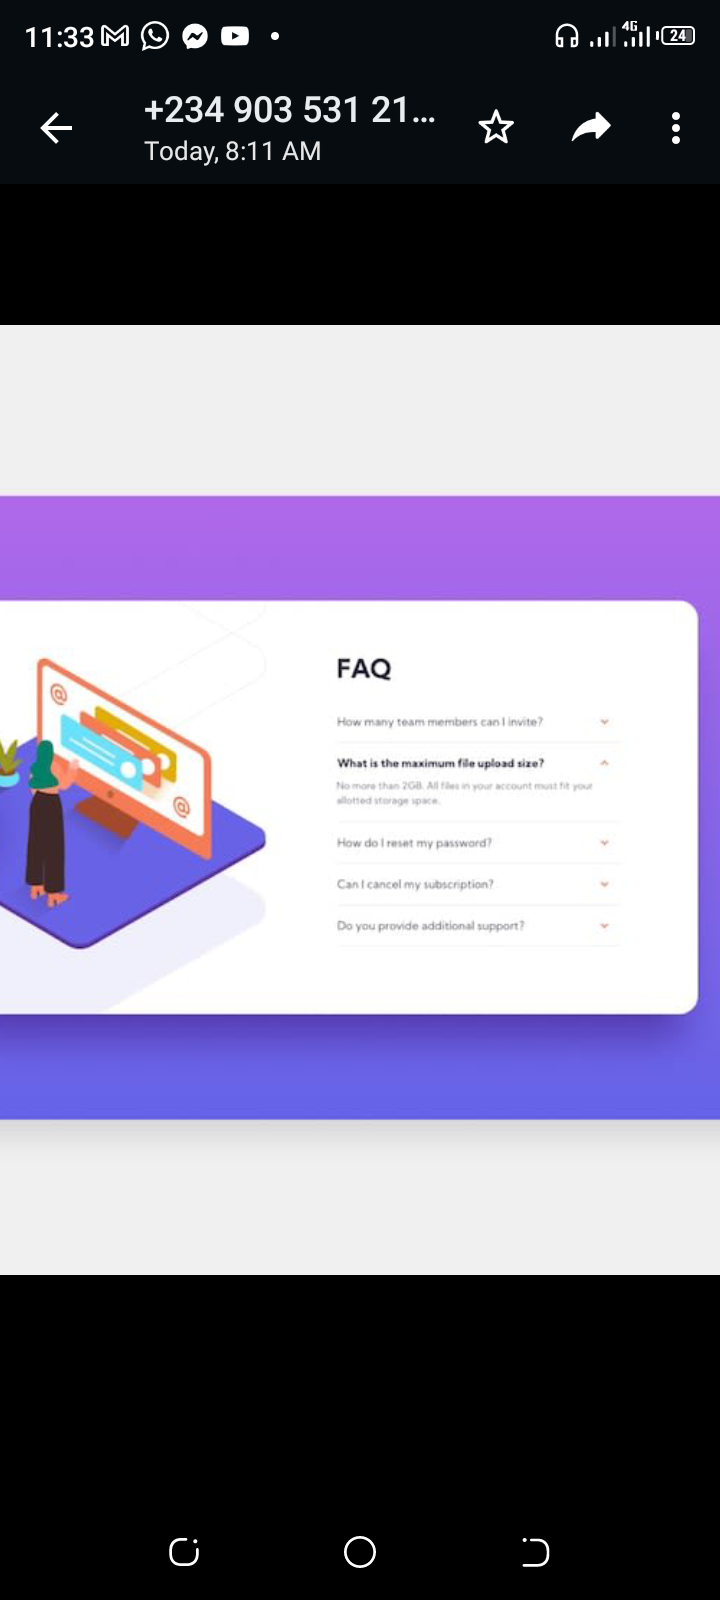 11:33 4G 24
+234 903 531 21...
Today, 8:11 AM
@
@
FAQ
How many team members can I invite?
What is the maximum file upload size?
No more than 2GB. All files in your account must fit your
allotted storage space.
How do I reset my password?
Can I cancel my subscription?
Do you provide additional support?